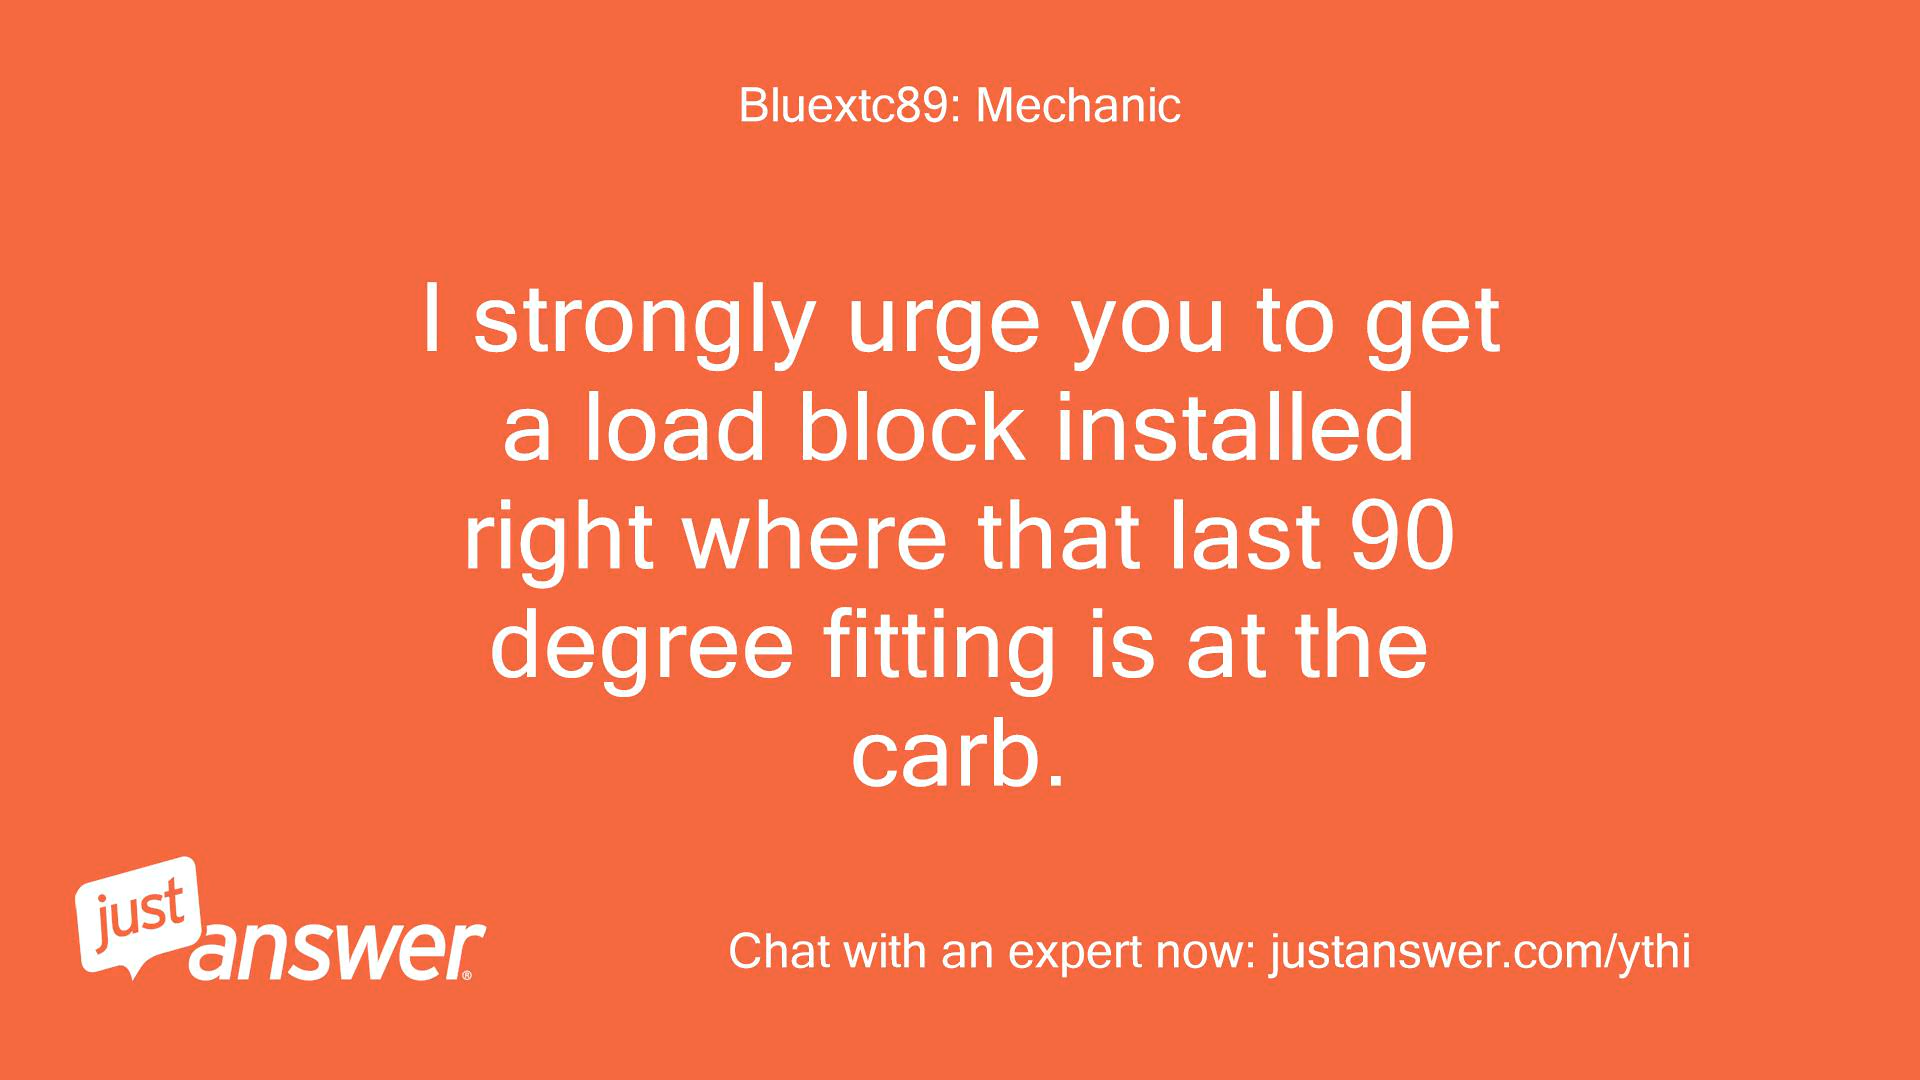 Bluextc89: Mechanic
I strongly urge you to get
a load block installed
right where that last 90
degree fitting is at the
carb.
just
answer®
Chat with an expert now: justanswer.com/ythi